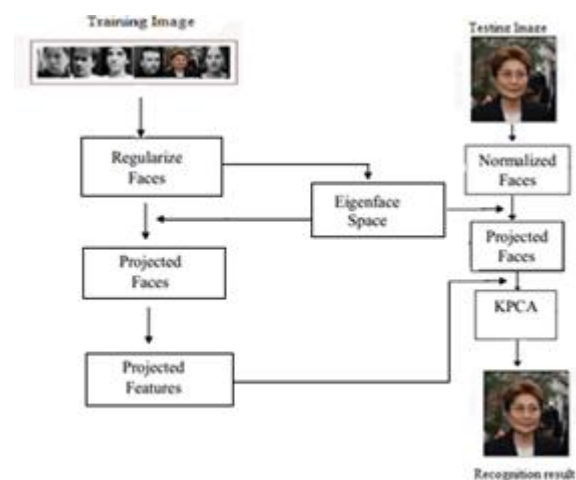 Training Image
Testing Image
Regularize
Faces
Normalized
Faces
Eigenface
Space
Projected
Faces
Projected
Faces
KPCA
Projected
Features
Recognition result